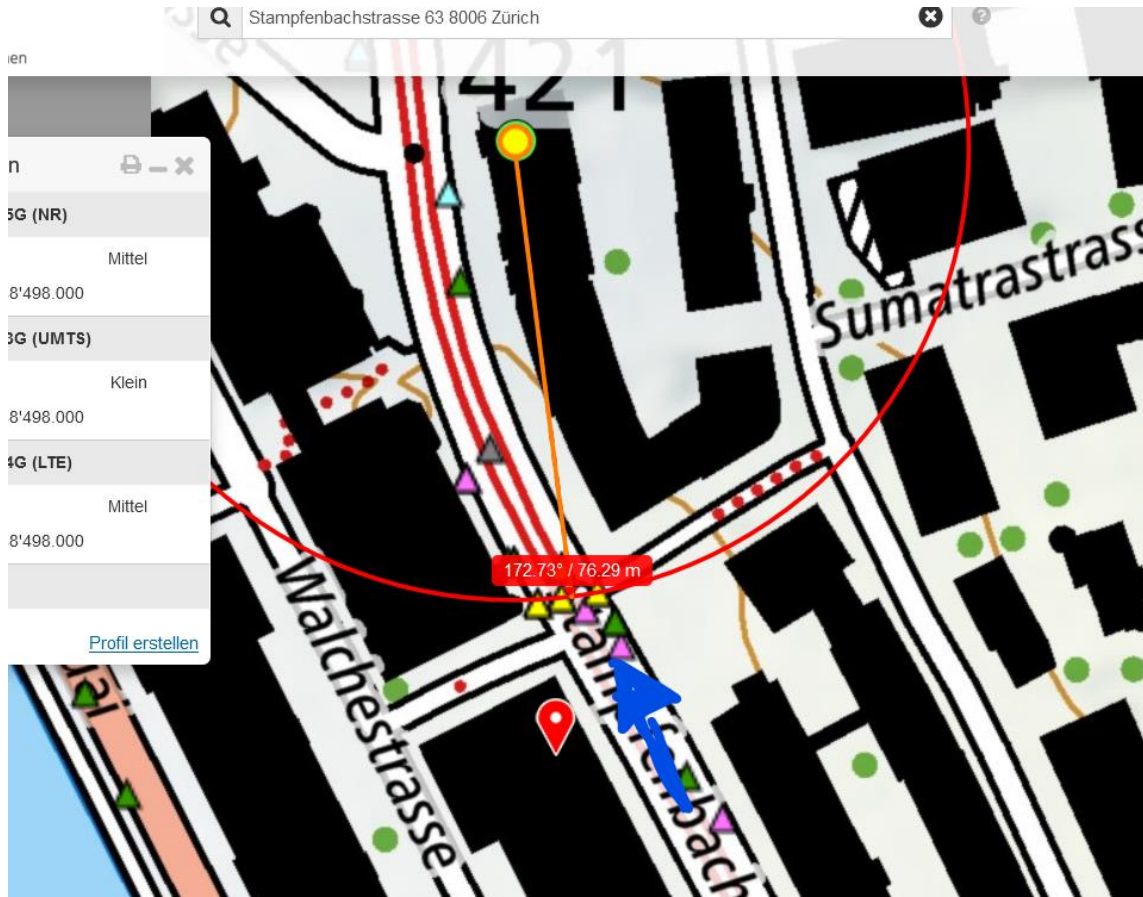 Stampfenbachstrasse 63 8006 Zürich
nen
421
n
5G (NR)
Mittel
8'498.000
3G (UMTS)
Klein
8'498.000
4G (LTE)
Mittel
8'498.000
Profil erstellen
Sumatrastrass
172.73° / 76.29 m
Walchestrasse